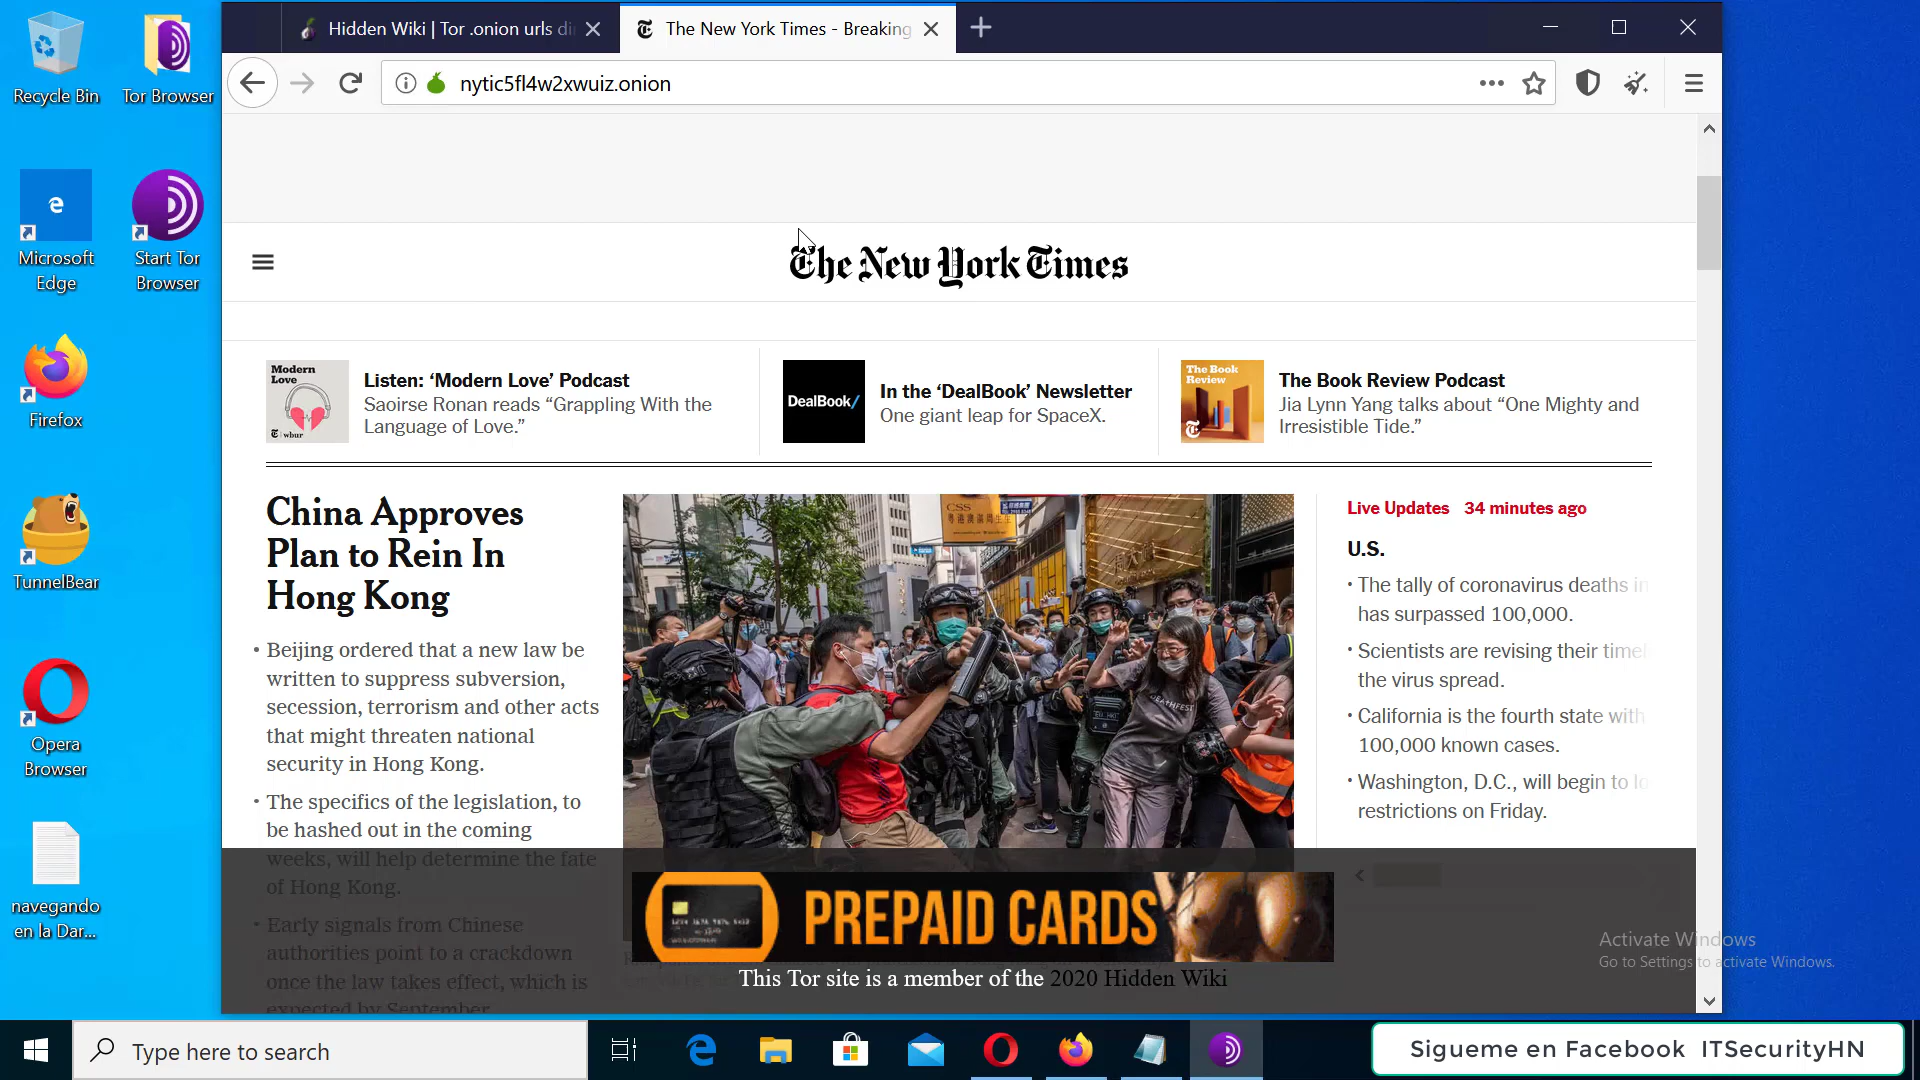 Recycle Bin
Tor Browser
Microsoft
Edge
Start Tor
Browser
Firefox
TunnelBear
Opera
Browser
navegando
en la Dar...
Hidden Wiki | Tor .onion urls di
The New York Times - Breaking
nytic5fl4w2xwuiz.onion
The New York Times
Modern
Love
wbur
Listen: ‘Modern Love’ Podcast
Saoirse Ronan reads “Grappling With the
Language of Love.”
DealBook/
In the ‘DealBook’ Newsletter
One giant leap for SpaceX.
The Book
Review
The Book Review Podcast
Jia Lynn Yang talks about “One Mighty and
Irresistible Tide.”
China Approves
Plan to Rein In
Hong Kong
• Beijing ordered that a new law be
written to suppress subversion,
secession, terrorism and other acts
that might threaten national
security in Hong Kong.
• The specifics of the legislation, to
be hashed out in the coming
weeks, will help determine the fate
of Hong Kong.
• Early signals from Chinese
authorities point to a crackdown
once the law takes effect, which is
expected by September.
CSS
DEATHFEST
Live Updates 34 minutes ago
U.S.
• The tally of coronavirus deaths in
has surpassed 100,000.
• Scientists are revising their timel
the virus spread.
• California is the fourth state with
100,000 known cases.
• Washington, D.C., will begin to lo
restrictions on Friday.
PREPAID CARDS
This Tor site is a member of the 2020 Hidden Wiki
Activate Windows
Go to Settings to activate Windows.
Type here to search
Sigueme en Facebook ITSecurityHN